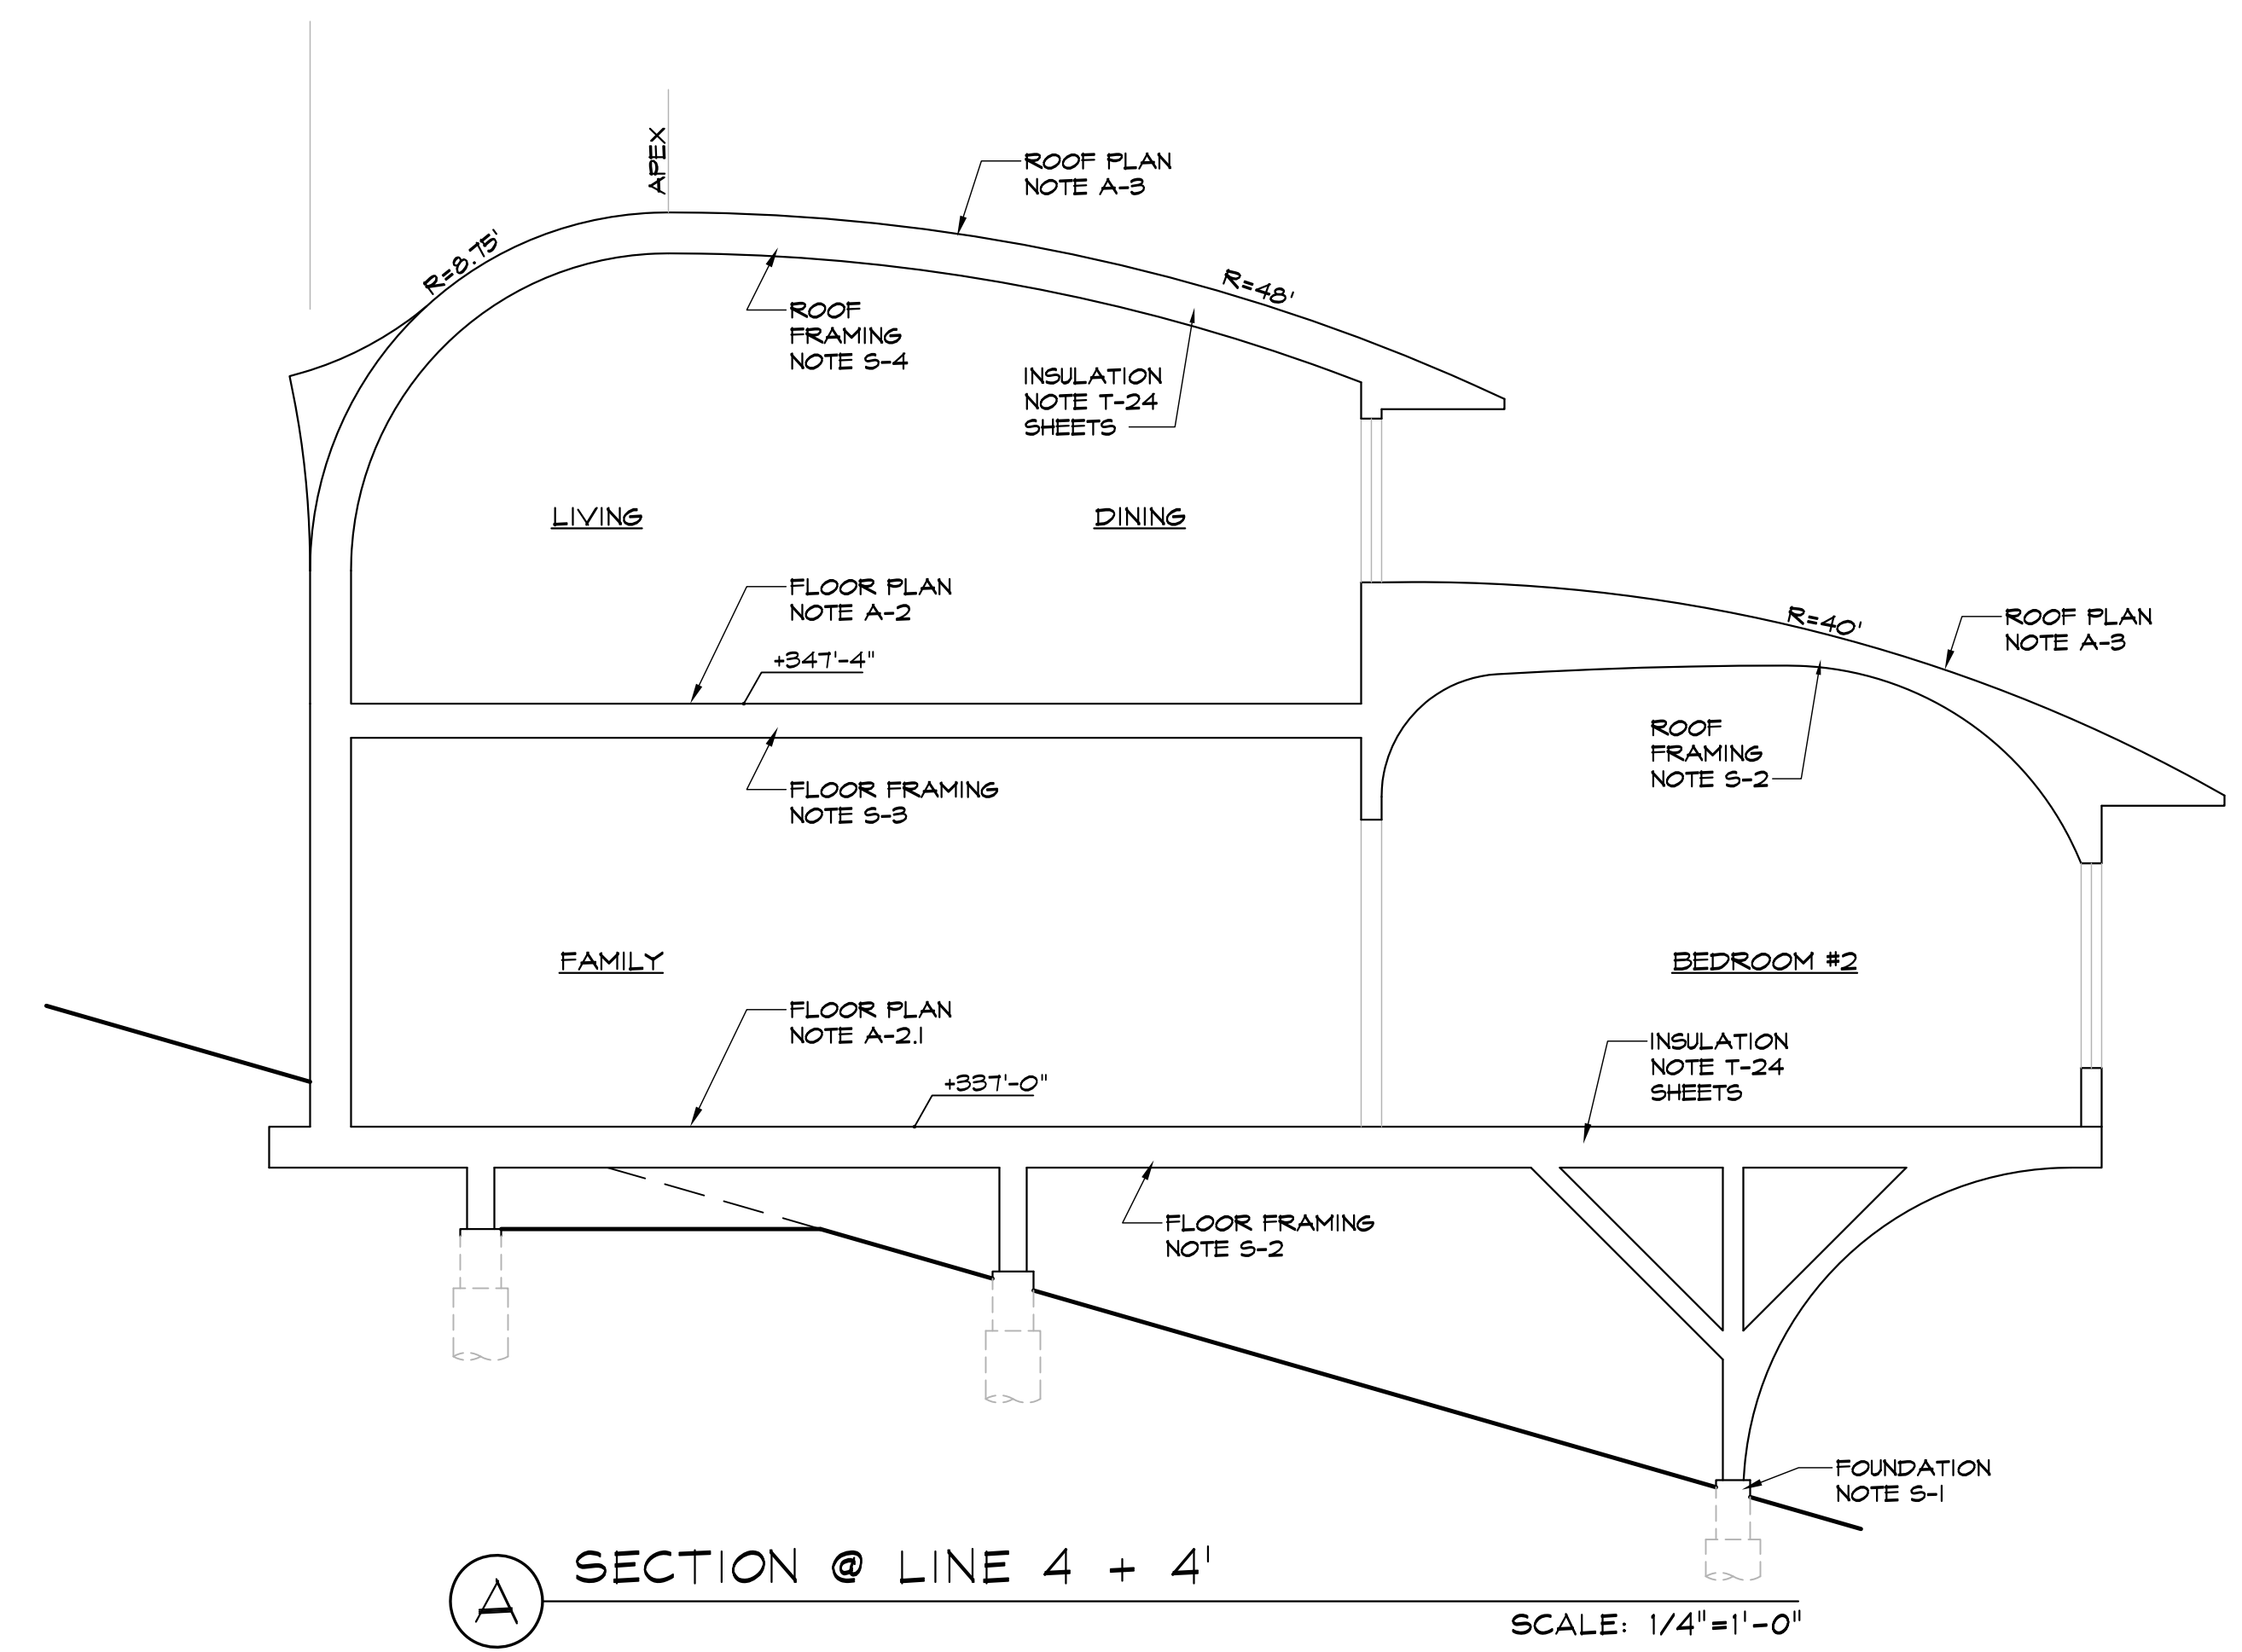 APEX
ROOF PLAN
NOTE A-3
R=8.75'
R=48'
ROOF
FRAMING
NOTE S-4
INSULATION
NOTE T-24
SHEETS
LIVING
DINING
FLOOR PLAN
NOTE A-2
+347'-4"
R=40'
ROOF PLAN
NOTE A-3
ROOF
FRAMING
NOTE S-2
FLOOR FRAMING
NOTE S-3
FAMILY
BEDROOM #2
FLOOR PLAN
NOTE A-2.1
+337'-0"
INSULATION
NOTE T-24
SHEETS
FLOOR FRAMING
NOTE S-2
FOUNDATION
NOTE S-1
A
SECTION @ LINE 4 + 4'
SCALE: 1/4"=1'-0"